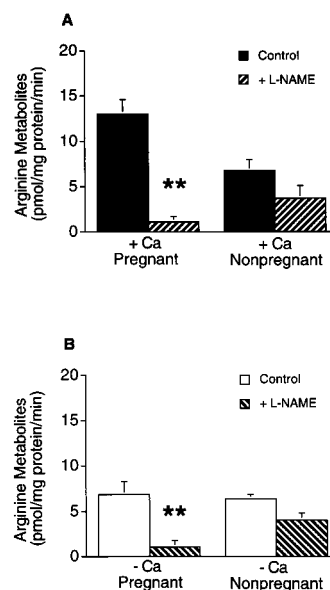 A
Arginine Metabolites
(pmol/mg protein/min)
20
15
10
5
0
Control
+ L-NAME
**
+ Ca
Pregnant
+ Ca
Nonpregnant
B
Arginine Metabolites
(pmol/mg protein/min)
20
15
10
5
0
Control
+ L-NAME
**
- Ca
Pregnant
- Ca
Nonpregnant